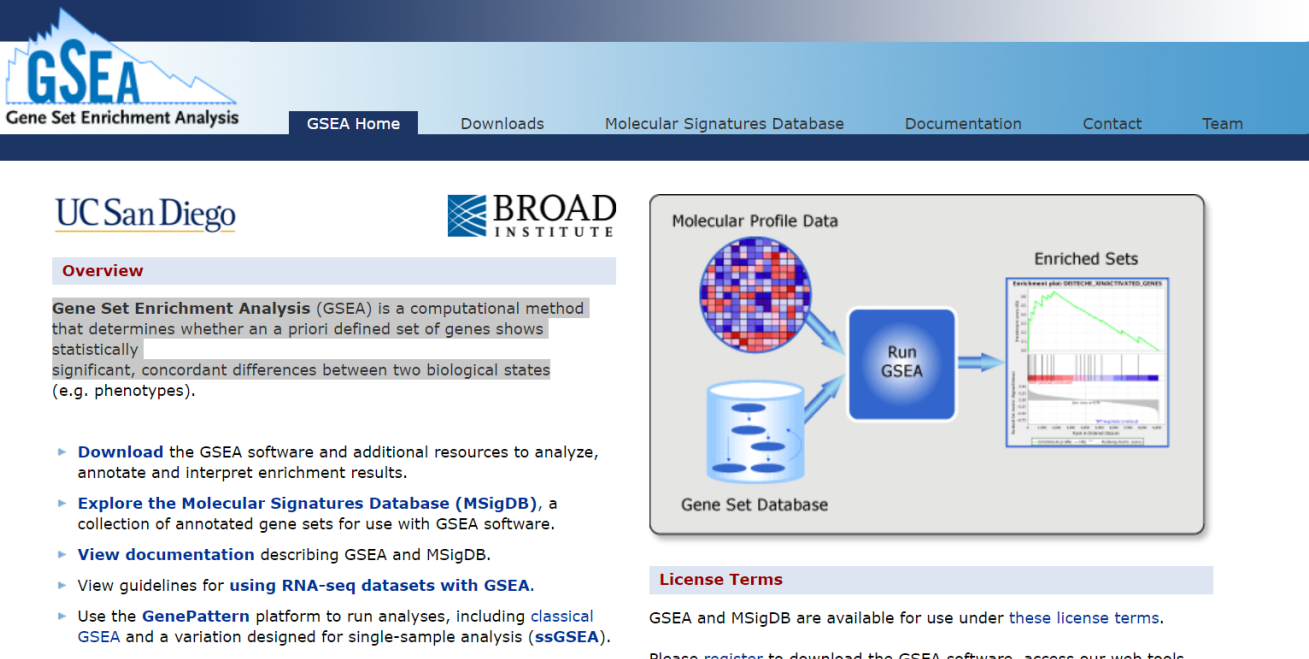 GSEA
Gene Set Enrichment Analysis
GSEA Home
Downloads
Molecular Signatures Database
Documentation
Contact
Team
UC San Diego
BROAD
INSTITUTE
Overview
Gene Set Enrichment Analysis (GSEA) is a computational method
that determines whether an a priori defined set of genes shows
statistically
significant, concordant differences between two biological states
(e.g. phenotypes).
Download the GSEA software and additional resources to analyze,
annotate and interpret enrichment results.
Explore the Molecular Signatures Database (MSigDB), a
collection of annotated gene sets for use with GSEA software.
View documentation describing GSEA and MSigDB.
View guidelines for using RNA-seq datasets with GSEA.
Use the GenePattern platform to run analyses, including classical
GSEA and a variation designed for single-sample analysis (ssGSEA).
Molecular Profile Data
Enriched Sets
Enrichment plot: DISTECHE_XINACTIVATED_GENES
Run
GSEA
Gene Set Database
License Terms
GSEA and MSigDB are available for use under these license terms.
Please register to download the GSEA software, access our web tools